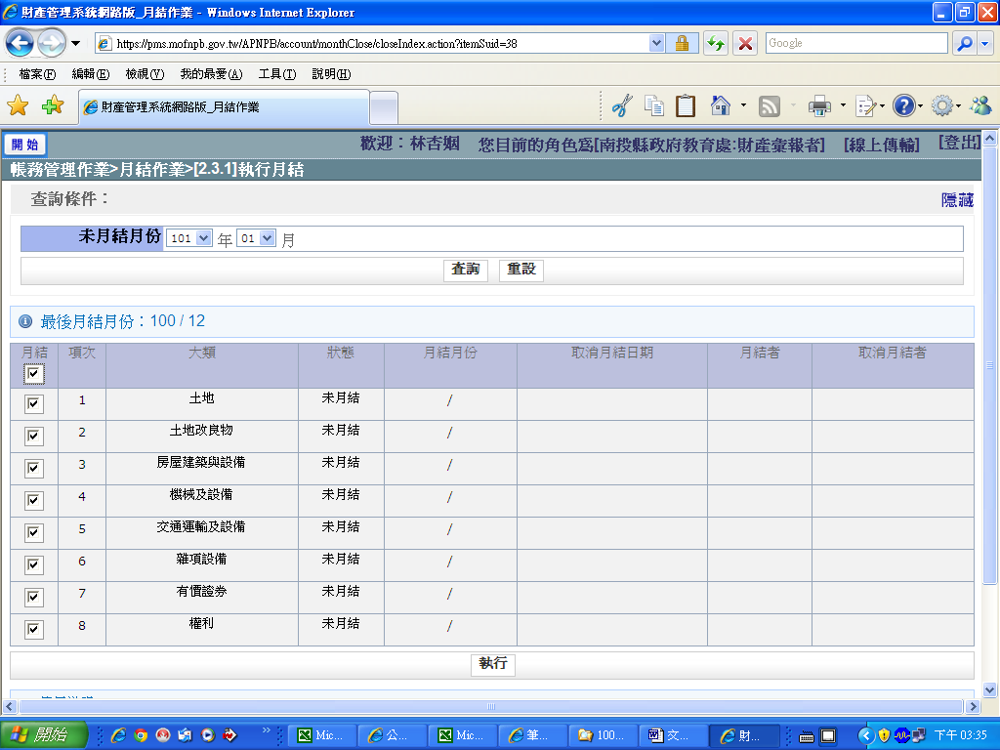 財產管理系統網路版_月結作業 - Windows Internet Explorer
https://pms.mofnpb.gov.tw/APNPB/account/monthClose/closeIndex.action?itemSuid=38
Google
檔案(F) 編輯(E) 檢視(V) 我的最愛(A) 工具(T) 說明(H)
財產管理系統網路版_月結作業
開始 歡迎：林杏姻 您目前的角色為[南投縣政府教育處:財產彙報者] [線上傳輸] [登出]
帳務管理作業>月結作業>[2.3.1]執行月結
查詢條件： 隱藏
未月結月份 101 年 01 月
查詢 重設
最後月結月份：100 / 12
月結 項次 大類 狀態 月結月份 取消月結日期 月結者 取消月結者
1 土地 未月結 /
2 土地改良物 未月結 /
3 房屋建築與設備 未月結 /
4 機械及設備 未月結 /
5 交通運輸及設備 未月結 /
6 雜項設備 未月結 /
7 有價證券 未月結 /
8 權利 未月結 /
執行
開始 Mic... 公... Mic... 筆... 100... 文... 財... 下午 03:35